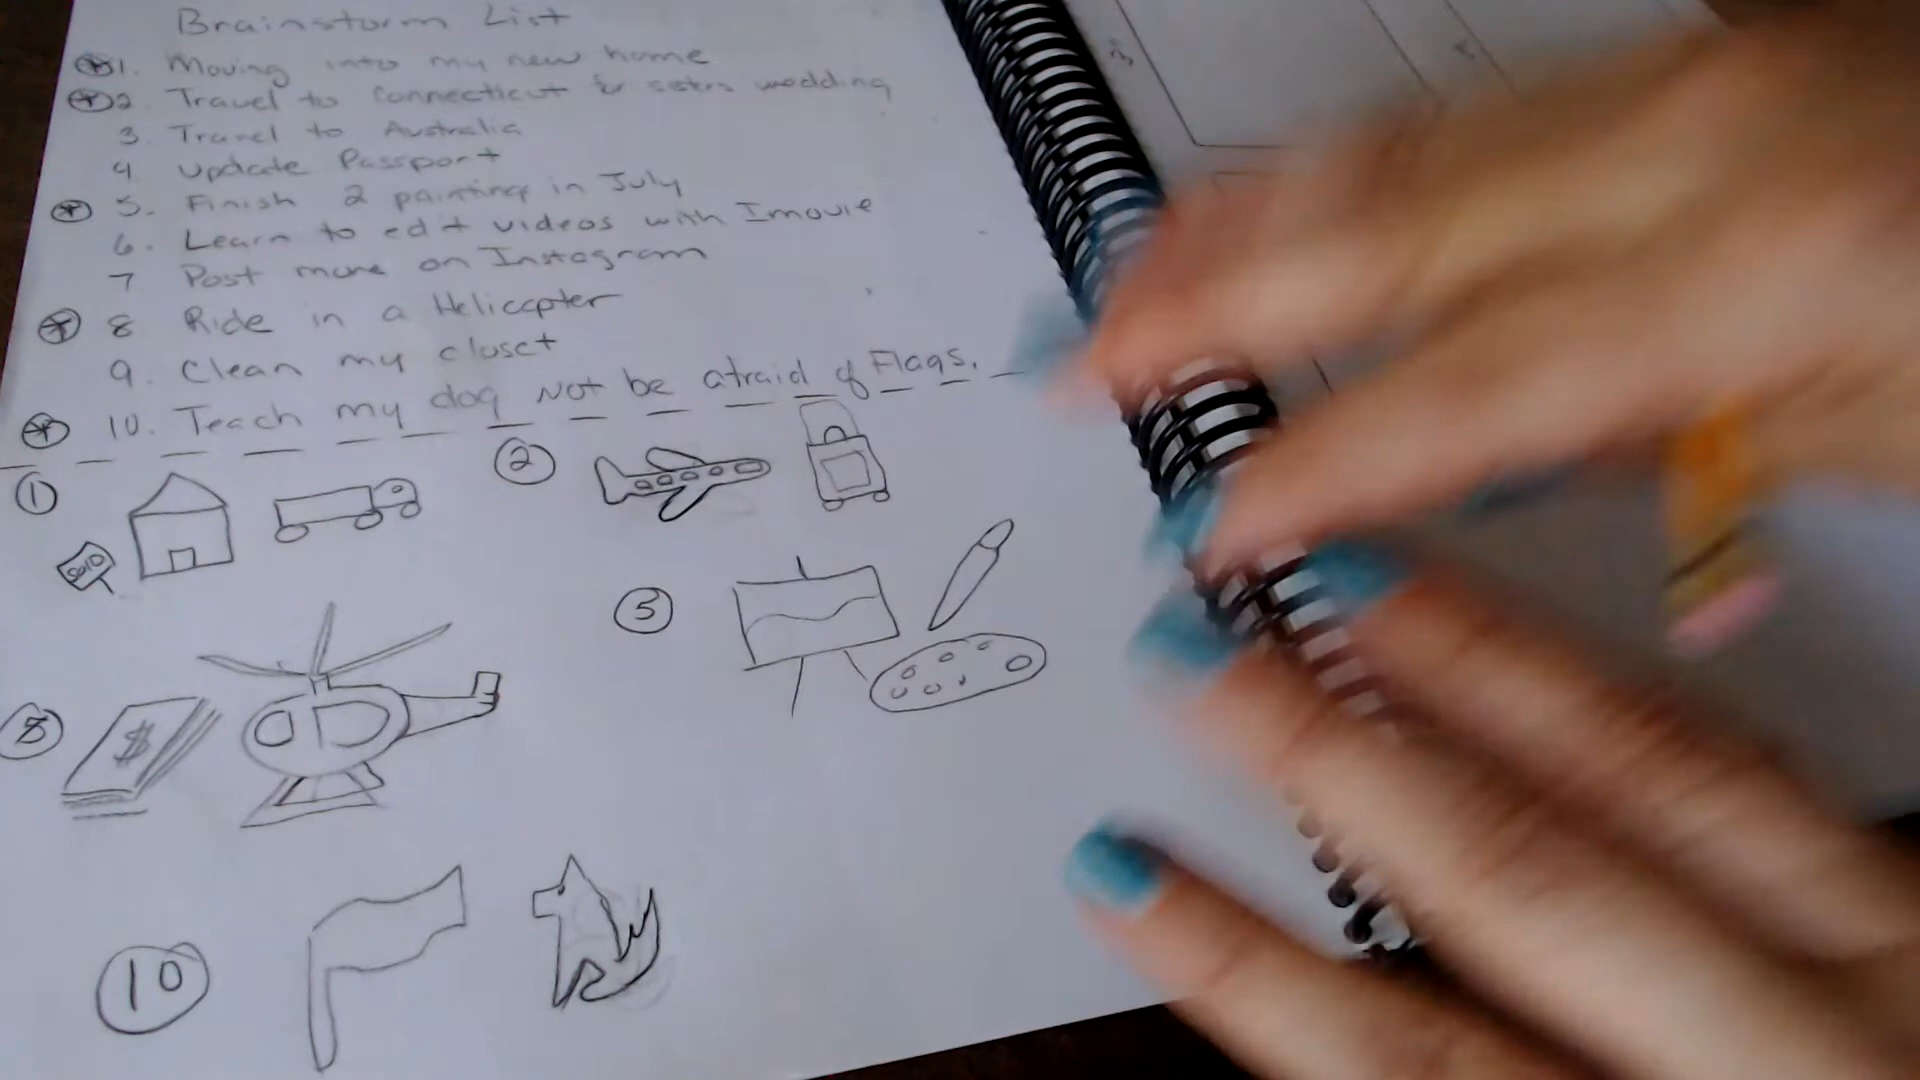 Brainstorm List
1. Moving into my new home
2. Travel to Connecticut for sisters wedding
3. Travel to Australia
4 Update Passport
5. Finish 2 paintings in July
6. Learn to edit videos with Imovie
7 Post more on Instagram
8 Ride in a Helicopter
9. Clean my closet
10. Teach my dog Not be afraid of Flags.
1
2
SOLD
5
8
$
10